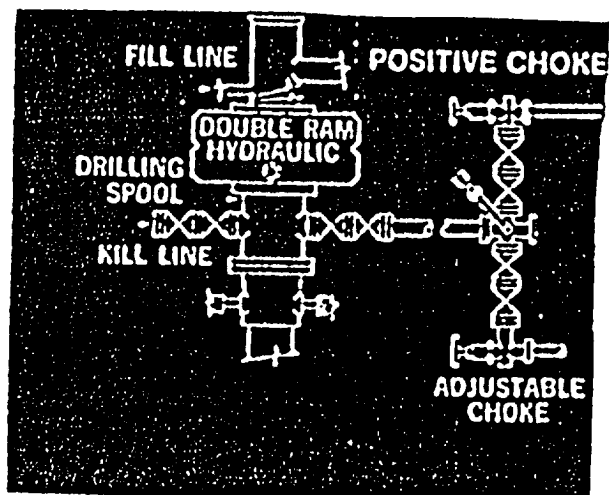 FILL LINE
POSITIVE CHOKE
DOUBLE RAM
HYDRAULIC
DRILLING
SPOOL
KILL LINE
ADJUSTABLE
CHOKE